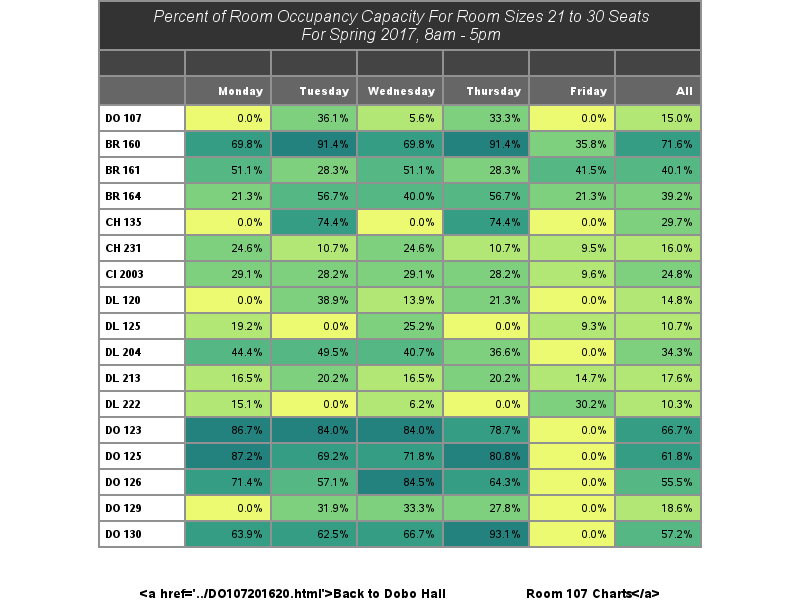 Percent of Room Occupancy Capacity For Room Sizes 21 to 30 Seats
For Spring 2017, 8am - 5pm
Monday Tuesday Wednesday Thursday Friday All
DO 107 0.0% 36.1% 5.6% 33.3% 0.0% 15.0%
BR 160 69.8% 91.4% 69.8% 91.4% 35.8% 71.6%
BR 161 51.1% 28.3% 51.1% 28.3% 41.5% 40.1%
BR 164 21.3% 56.7% 40.0% 56.7% 21.3% 39.2%
CH 135 0.0% 74.4% 0.0% 74.4% 0.0% 29.7%
CH 231 24.6% 10.7% 24.6% 10.7% 9.5% 16.0%
CI 2003 29.1% 28.2% 29.1% 28.2% 9.6% 24.8%
DL 120 0.0% 38.9% 13.9% 21.3% 0.0% 14.8%
DL 125 19.2% 0.0% 25.2% 0.0% 9.3% 10.7%
DL 204 44.4% 49.5% 40.7% 36.6% 0.0% 34.3%
DL 213 16.5% 20.2% 16.5% 20.2% 14.7% 17.6%
DL 222 15.1% 0.0% 6.2% 0.0% 30.2% 10.3%
DO 123 86.7% 84.0% 84.0% 78.7% 0.0% 66.7%
DO 125 87.2% 69.2% 71.8% 80.8% 0.0% 61.8%
DO 126 71.4% 57.1% 84.5% 64.3% 0.0% 55.5%
DO 129 0.0% 31.9% 33.3% 27.8% 0.0% 18.6%
DO 130 63.9% 62.5% 66.7% 93.1% 0.0% 57.2%
<a href='../DO107201620.html'>Back to Dobo Hall Room 107 Charts</a>